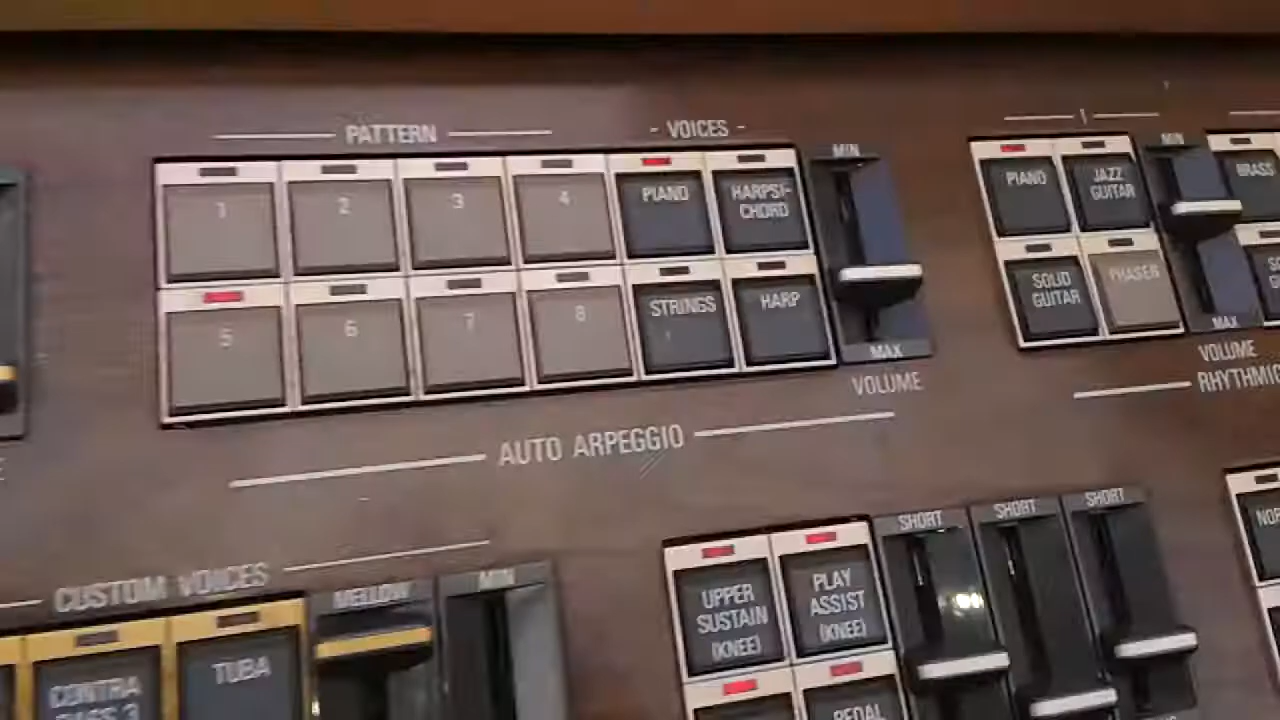 PATTERN
- VOICES -
1
2
3
4
PIANO
HARPSI-
CHORD
MIN
5
6
7
8
STRINGS
HARP
MAX
VOLUME
AUTO ARPEGGIO
1
PIANO
JAZZ
GUITAR
MIN
BRASS
SOLID
GUITAR
PHASER
MAX
VOLUME
CUSTOM VOICES
CONTRA
TUBA
MELLOW
MIN
UPPER
SUSTAIN
(KNEE)
PLAY
ASSIST
(KNEE)
SHORT
SHORT
SHORT
PEDAL